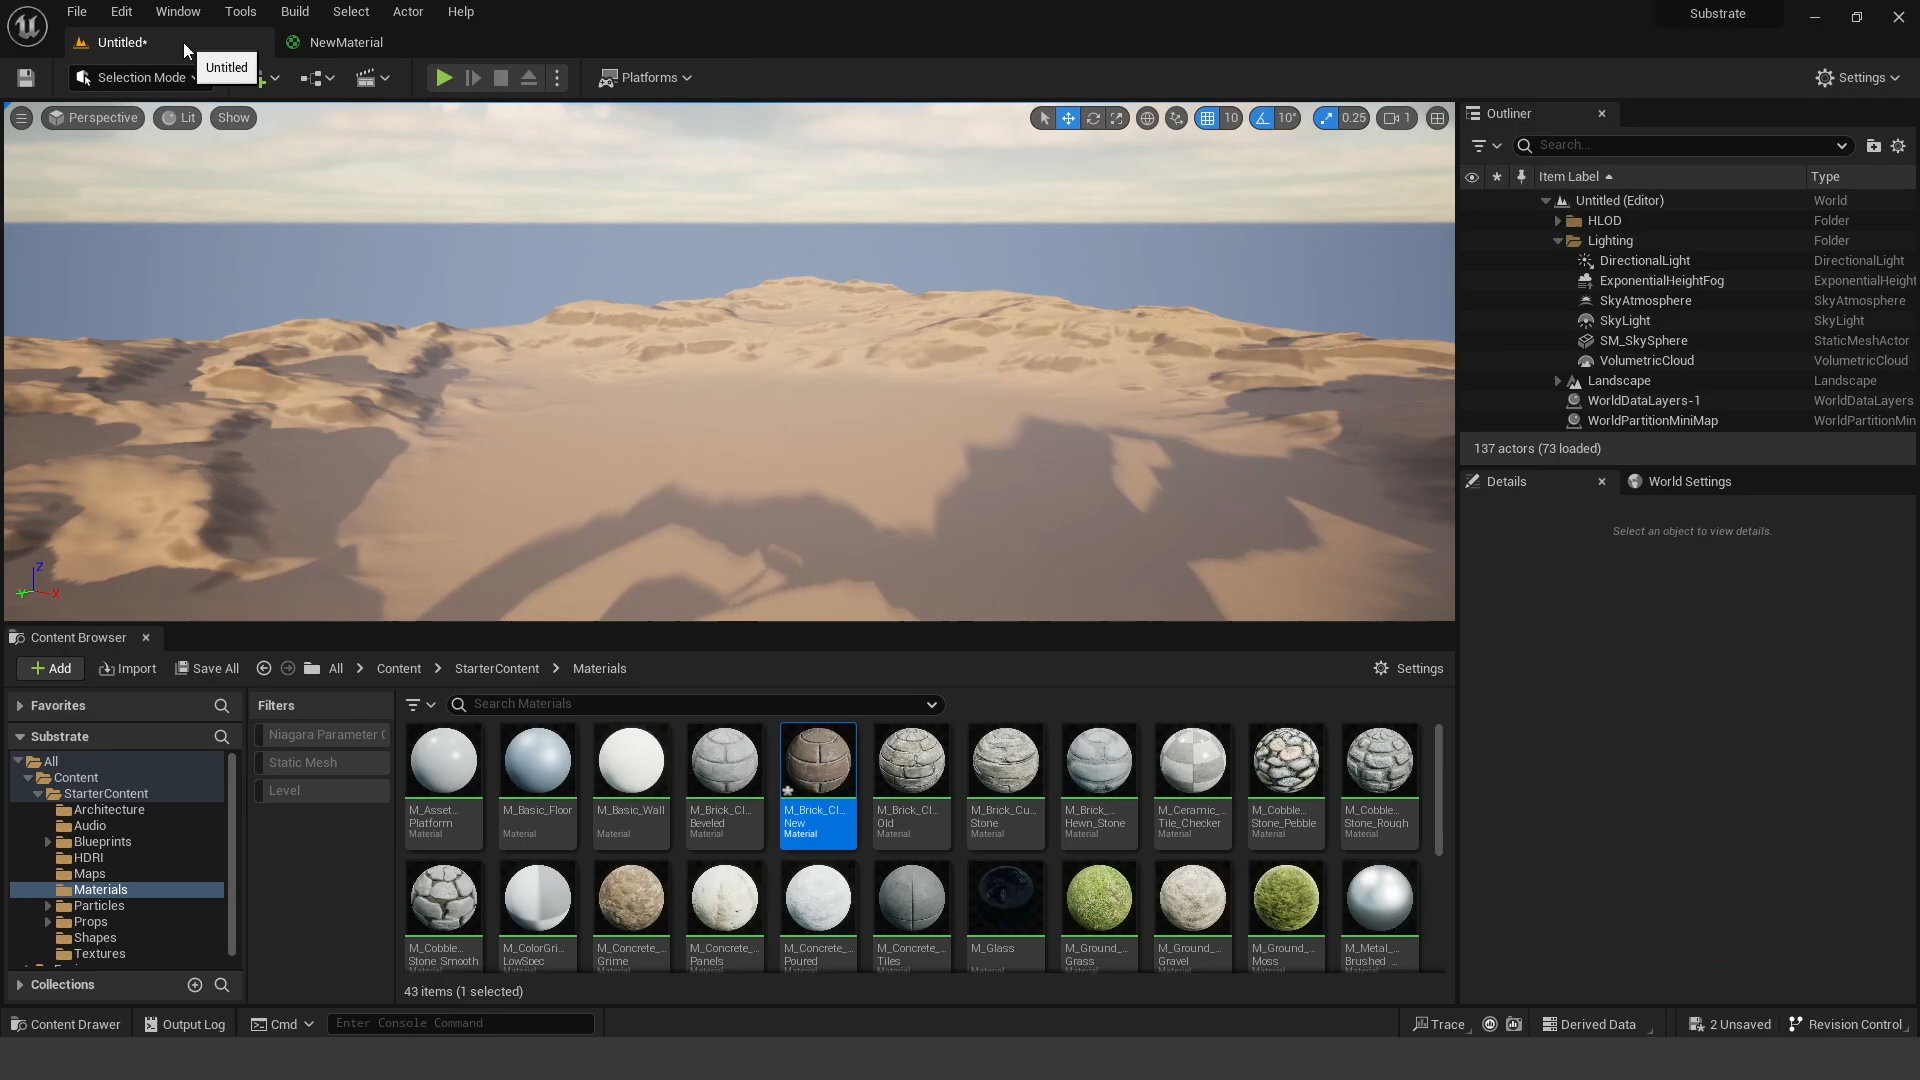 File Edit Window Tools Build Select Actor Help
Substrate
Untitled*
NewMaterial
Untitled
Selection Mode
Platforms
Settings
Perspective
Lit
Show
10
10°
0.25
1
Outliner
Search...
Item Label
Type
Untitled (Editor) World
HLOD Folder
Lighting Folder
DirectionalLight DirectionalLight
ExponentialHeightFog ExponentialHeight
SkyAtmosphere SkyAtmosphere
SkyLight SkyLight
SM_SkySphere StaticMeshActor
VolumetricCloud VolumetricCloud
Landscape Landscape
WorldDataLayers-1 WorldDataLayers
WorldPartitionMiniMap WorldPartitionMin
137 actors (73 loaded)
Details
World Settings
Select an object to view details.
Z
Y
X
Content Browser
Add
Import
Save All
All
Content
StarterContent
Materials
Settings
Favorites
Substrate
All
Content
StarterContent
Architecture
Audio
Blueprints
HDRI
Maps
Materials
Particles
Props
Shapes
Textures
Collections
Filters
Niagara Parameter C
Static Mesh
Level
Search Materials
M_Asset...
Platform
Material
M_Basic_Floor
Material
M_Basic_Wall
Material
M_Brick_Cl...
Beveled
Material
M_Brick_Cl...
New
Material
M_Brick_Cl...
Old
Material
M_Brick_Cu...
Stone
Material
M_Brick_...
Hewn_Stone
Material
M_Ceramic_...
Tile_Checker
Material
M_Cobble...
Stone_Pebble
Material
M_Cobble...
Stone_Rough
Material
M_Cobble...
Stone_Smooth
M_ColorGri...
LowSpec
M_Concrete_...
Grime
M_Concrete_...
Panels
M_Concrete_...
Poured
M_Concrete_...
Tiles
M_Glass
M_Ground_...
Grass
M_Ground_...
Gravel
M_Ground_...
Moss
M_Metal_...
Brushed_...
43 items (1 selected)
Content Drawer
Output Log
Cmd
Enter Console Command
Trace
Derived Data
2 Unsaved
Revision Control